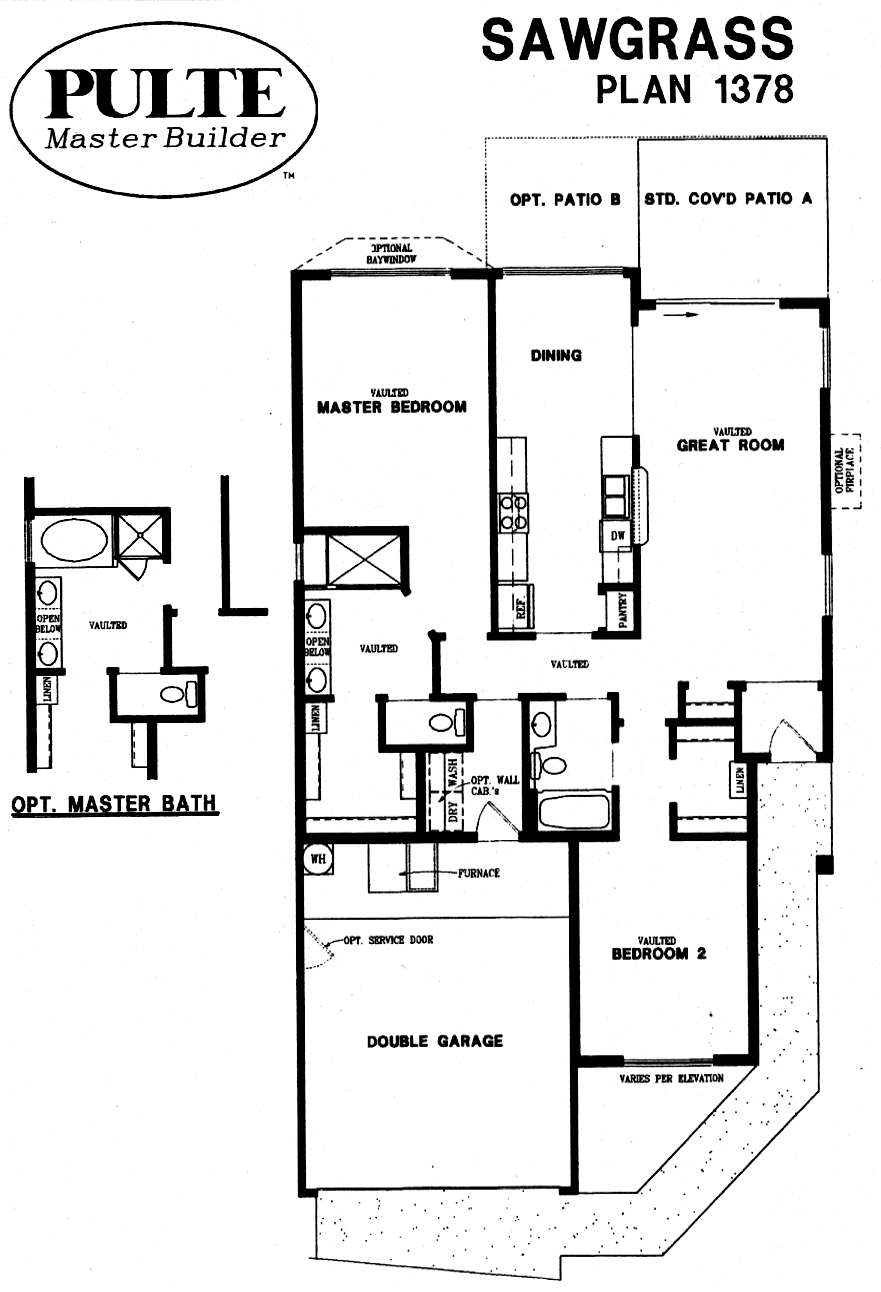 SAWGRASS
PLAN 1378
PULTE
Master Builder
TM
OPT. PATIO B
STD. COV'D PATIO A
OPTIONAL
BAYWINDOW
DINING
VAULTED
MASTER BEDROOM
VAULTED
GREAT ROOM
OPTIONAL
FIREPLACE
DW
REF.
PANTRY
OPEN
BELOW
VAULTED
OPEN
BELOW
VAULTED
VAULTED
LINEN
LINEN
LINEN
WASH
DRY
OPT. WALL
CAB.'s
OPT. MASTER BATH
WH
FURNACE
OPT. SERVICE DOOR
VAULTED
BEDROOM 2
DOUBLE GARAGE
VARIES PER ELEVATION